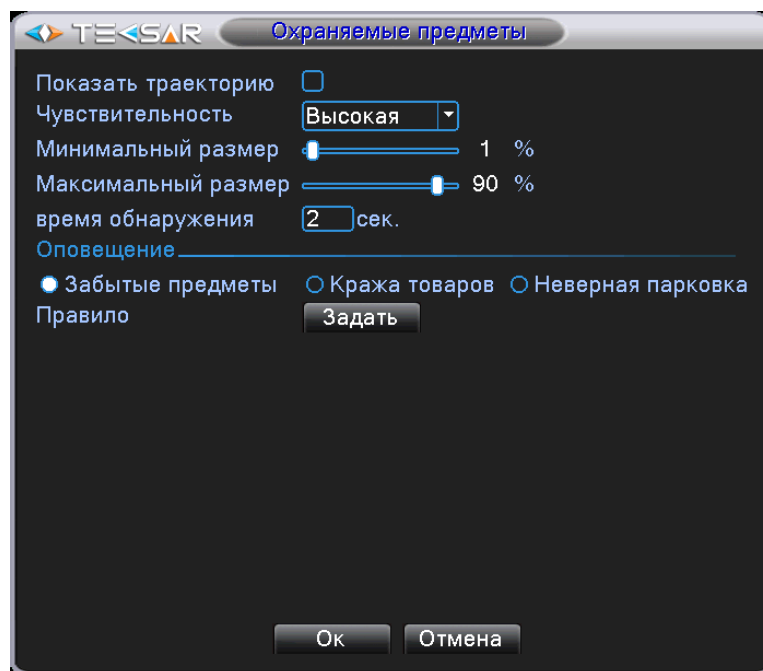 TEKSAR Охраняемые предметы
Показать траекторию
Чувствительность Высокая
Минимальный размер 1 %
Максимальный размер 90 %
время обнаружения 2 сек.
Оповещение
Забытые предметы Кража товаров Неверная парковка
Правило Задать
Ок Отмена